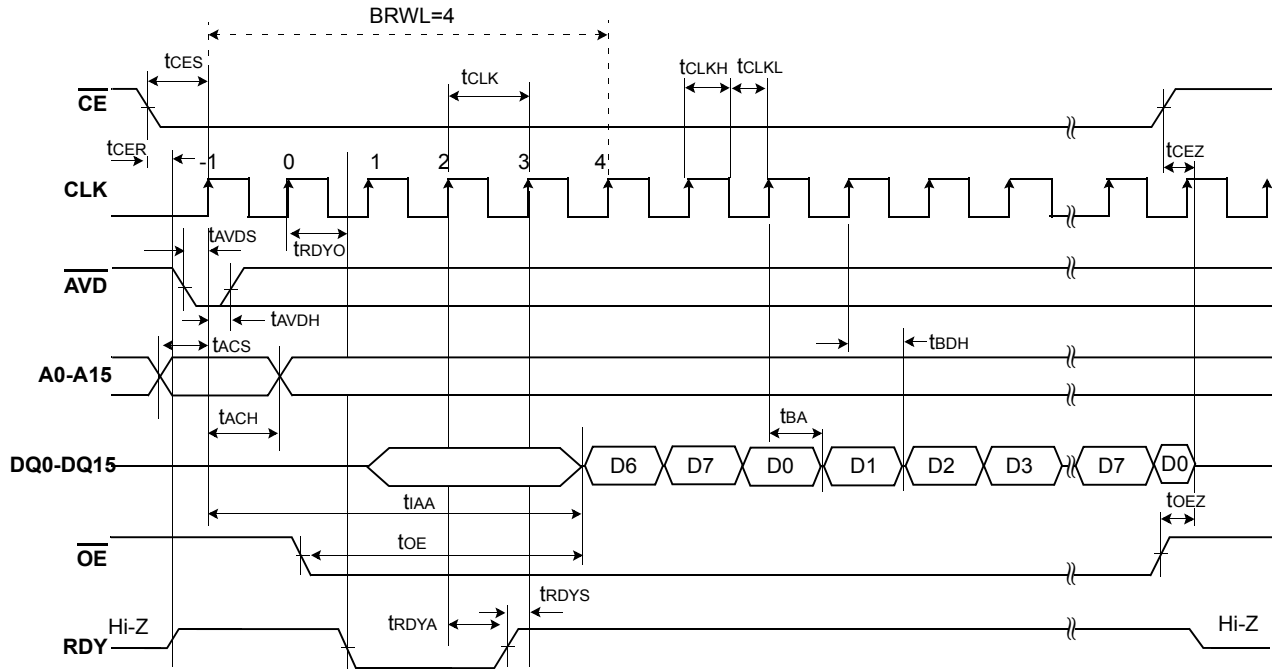 BRWL=4
tCES
tCLK
tCLKH tCLKL
CE
tCER
tCEZ
-1 0 1 2 3 4
CLK
tAVDS
tRDYO
AVD
tAVDH
tACS
tBDH
A0-A15
tACH
tBA
DQ0-DQ15 D6 D7 D0 D1 D2 D3 D7 D0
tIAA
tOEZ
tOE
OE
tRDYS
tRDYA
Hi-Z Hi-Z
RDY